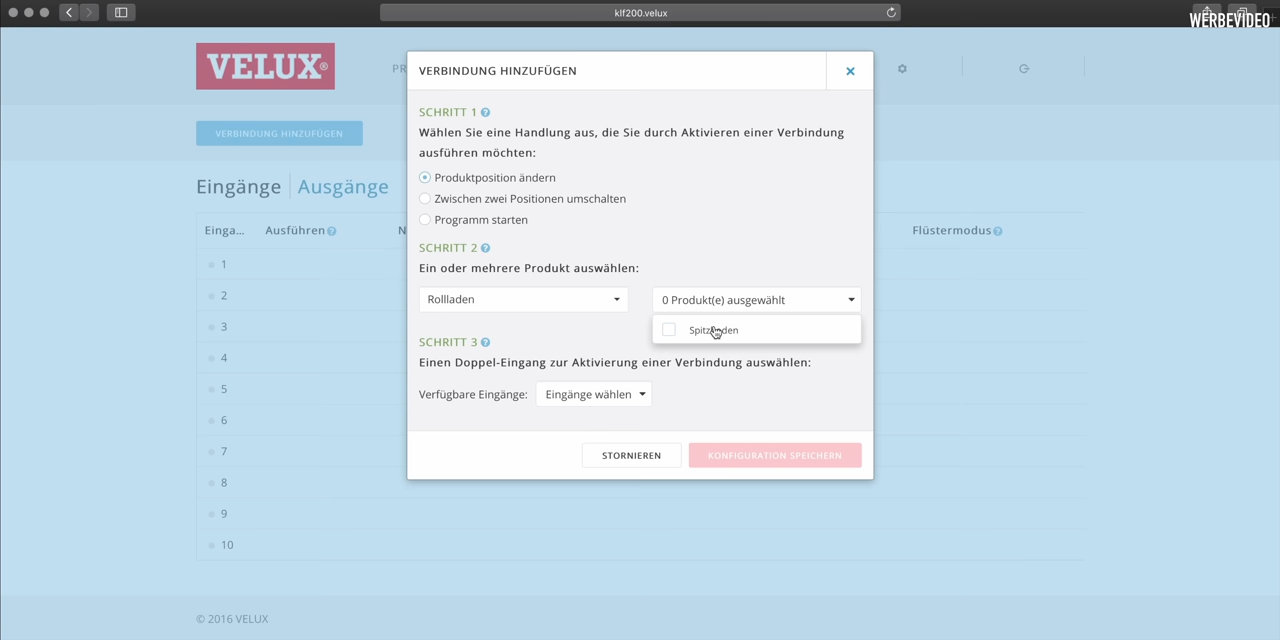 klf200.velux
WERBEVIDEO
VELUX®
PR
VERBINDUNG HINZUFÜGEN
VERBINDUNG HINZUFÜGEN
Eingänge Ausgänge
Einga... Ausführen N Flüstermodus
1
2
3
4
5
6
7
8
9
10
SCHRITT 1
Wählen Sie eine Handlung aus, die Sie durch Aktivieren einer Verbindung
ausführen möchten:
Produktposition ändern
Zwischen zwei Positionen umschalten
Programm starten
SCHRITT 2
Ein oder mehrere Produkt auswählen:
Rollladen 0 Produkt(e) ausgewählt
SCHRITT 3
Einen Doppel-Eingang zur Aktivierung einer Verbindung auswählen:
Verfügbare Eingänge: Eingänge wählen
STORNIEREN KONFIGURATION SPEICHERN
© 2016 VELUX